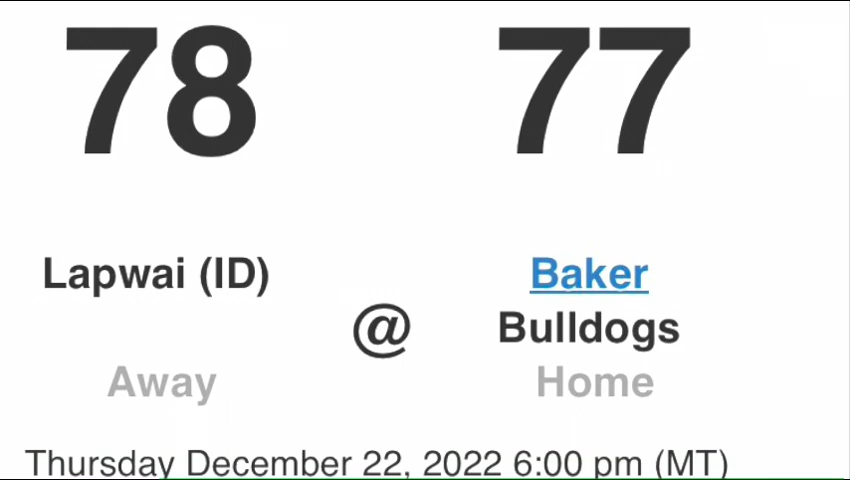 78 77
Lapwai (ID) Baker
@ Bulldogs
Away Home
Thursday December 22, 2022 6:00 pm (MT)